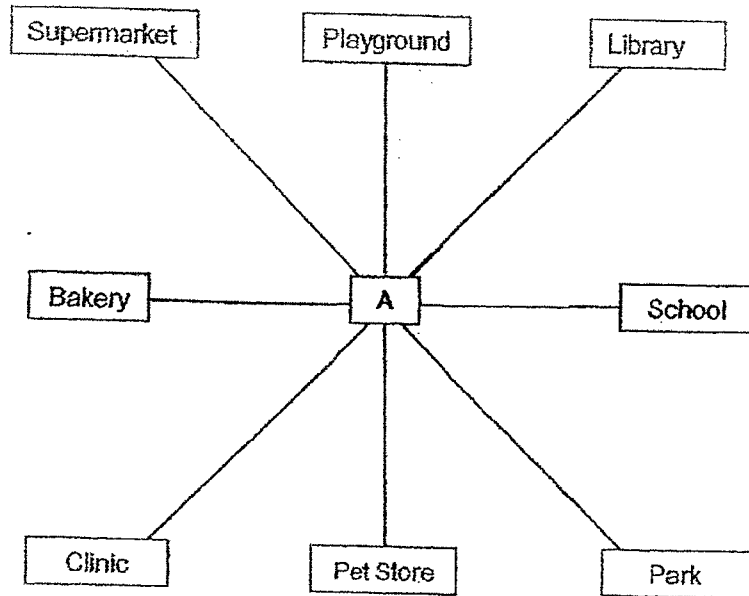 Supermarket
Playground
Library
Bakery
A
School
Clinic
Pet Store
Park